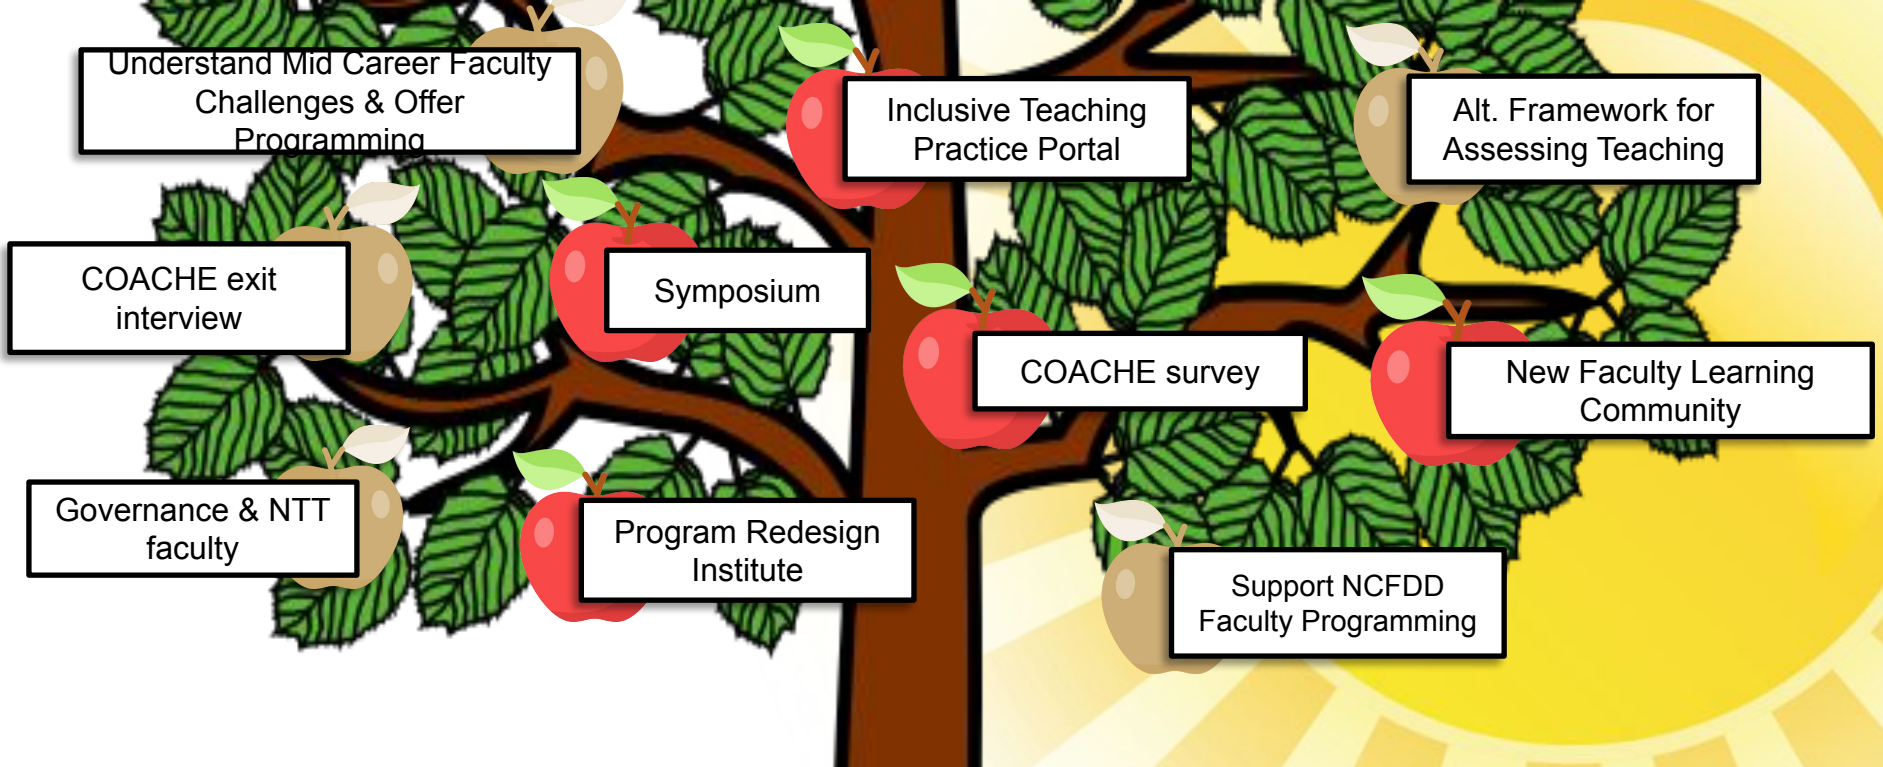 Understand Mid Career Faculty
Challenges & Offer
Programming
Inclusive Teaching
Practice Portal
Alt. Framework for
Assessing Teaching
COACHE exit
interview
Symposium
COACHE survey
New Faculty Learning
Community
Governance & NTT
faculty
Program Redesign
Institute
Support NCFDD
Faculty Programming